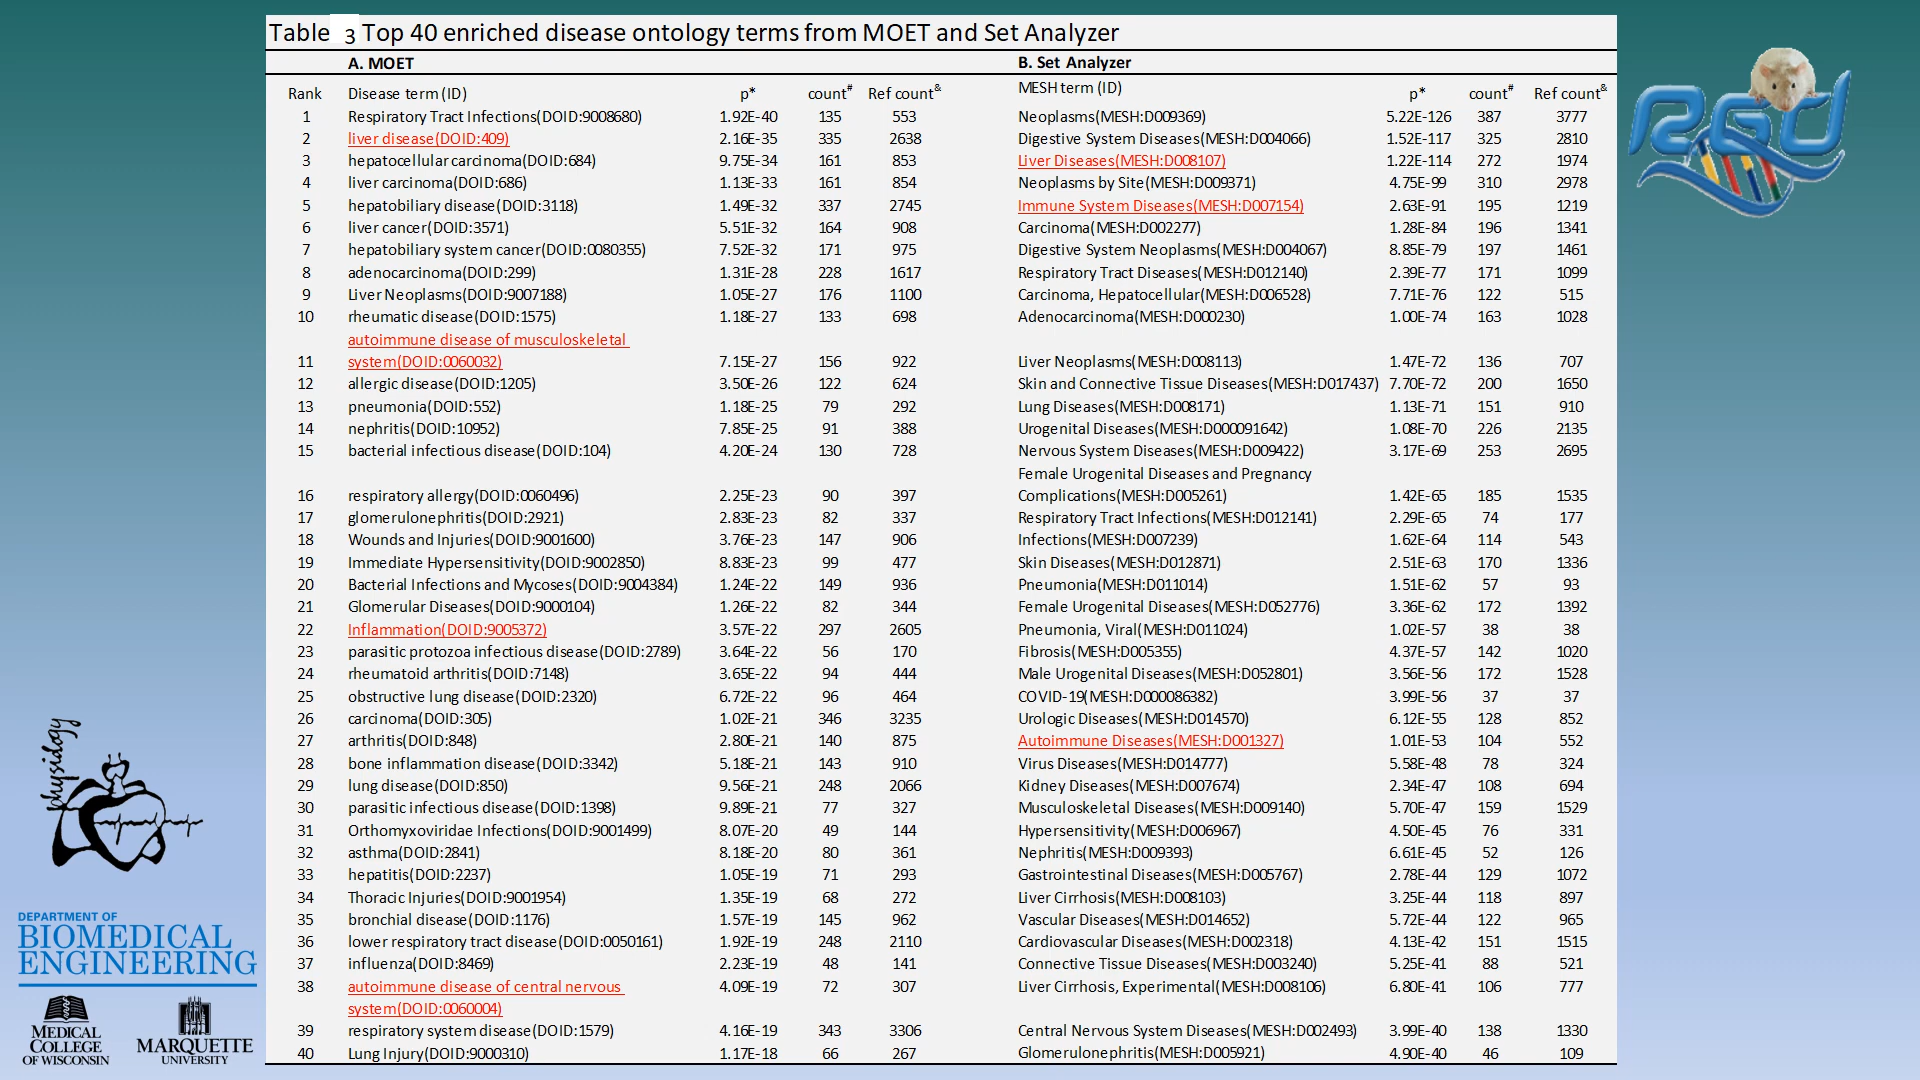 Table 3 Top 40 enriched disease ontology terms from MOET and Set Analyzer
A. MOET B. Set Analyzer
Rank Disease term (ID) p* count# Ref count& MESH term (ID) p* count# Ref count&
1 Respiratory Tract Infections(DOID:9008680) 1.92E-40 135 553 Neoplasms(MESH:D009369) 5.22E-126 387 3777
2 liver disease(DOID:409) 2.16E-35 335 2638 Digestive System Diseases(MESH:D004066) 1.52E-117 325 2810
3 hepatocellular carcinoma(DOID:684) 9.75E-34 161 853 Liver Diseases(MESH:D008107) 1.22E-114 272 1974
4 liver carcinoma(DOID:686) 1.13E-33 161 854 Neoplasms by Site(MESH:D009371) 4.75E-99 310 2978
5 hepatobiliary disease(DOID:3118) 1.49E-32 337 2745 Immune System Diseases(MESH:D007154) 2.63E-91 195 1219
6 liver cancer(DOID:3571) 5.51E-32 164 908 Carcinoma(MESH:D002277) 1.28E-84 196 1341
7 hepatobiliary system cancer(DOID:0080355) 7.52E-32 171 975 Digestive System Neoplasms(MESH:D004067) 8.85E-79 197 1461
8 adenocarcinoma(DOID:299) 1.31E-28 228 1617 Respiratory Tract Diseases(MESH:D012140) 2.39E-77 171 1099
9 Liver Neoplasms(DOID:9007188) 1.05E-27 176 1100 Carcinoma, Hepatocellular(MESH:D006528) 7.71E-76 122 515
10 rheumatic disease(DOID:1575) 1.18E-27 133 698 Adenocarcinoma(MESH:D000230) 1.00E-74 163 1028
autoimmune disease of musculoskeletal
11 system(DOID:0060032) 7.15E-27 156 922 Liver Neoplasms(MESH:D008113) 1.47E-72 136 707
12 allergic disease(DOID:1205) 3.50E-26 122 624 Skin and Connective Tissue Diseases(MESH:D017437) 7.70E-72 200 1650
13 pneumonia(DOID:552) 1.18E-25 79 292 Lung Diseases(MESH:D008171) 1.13E-71 151 910
14 nephritis(DOID:10952) 7.85E-25 91 388 Urogenital Diseases(MESH:D000091642) 1.08E-70 226 2135
15 bacterial infectious disease(DOID:104) 4.20E-24 130 728 Nervous System Diseases(MESH:D009422) 3.17E-69 253 2695
Female Urogenital Diseases and Pregnancy
16 respiratory allergy(DOID:0060496) 2.25E-23 90 397 Complications(MESH:D005261) 1.42E-65 185 1535
17 glomerulonephritis(DOID:2921) 2.83E-23 82 337 Respiratory Tract Infections(MESH:D012141) 2.29E-65 74 177
18 Wounds and Injuries(DOID:9001600) 3.76E-23 147 906 Infections(MESH:D007239) 1.62E-64 114 543
19 Immediate Hypersensitivity(DOID:9002850) 8.83E-23 99 477 Skin Diseases(MESH:D012871) 2.51E-63 170 1336
20 Bacterial Infections and Mycoses(DOID:9004384) 1.24E-22 149 936 Pneumonia(MESH:D011014) 1.51E-62 57 93
21 Glomerular Diseases(DOID:9000104) 1.26E-22 82 344 Female Urogenital Diseases(MESH:D052776) 3.36E-62 172 1392
22 Inflammation(DOID:9005372) 3.57E-22 297 2605 Pneumonia, Viral(MESH:D011024) 1.02E-57 38 38
23 parasitic protozoa infectious disease(DOID:2789) 3.64E-22 56 170 Fibrosis(MESH:D005355) 4.37E-57 142 1020
24 rheumatoid arthritis(DOID:7148) 3.65E-22 94 444 Male Urogenital Diseases(MESH:D052801) 3.56E-56 172 1528
25 obstructive lung disease(DOID:2320) 6.72E-22 96 464 COVID-19(MESH:D000086382) 3.99E-56 37 37
26 carcinoma(DOID:305) 1.02E-21 346 3235 Urologic Diseases(MESH:D014570) 6.12E-55 128 852
27 arthritis(DOID:848) 2.80E-21 140 875 Autoimmune Diseases(MESH:D001327) 1.01E-53 104 552
28 bone inflammation disease(DOID:3342) 5.18E-21 143 910 Virus Diseases(MESH:D014777) 5.58E-48 78 324
29 lung disease(DOID:850) 9.56E-21 248 2066 Kidney Diseases(MESH:D007674) 2.34E-47 108 694
30 parasitic infectious disease(DOID:1398) 9.89E-21 77 327 Musculoskeletal Diseases(MESH:D009140) 5.70E-47 159 1529
31 Orthomyxoviridae Infections(DOID:9001499) 8.07E-20 49 144 Hypersensitivity(MESH:D006967) 4.50E-45 76 331
32 asthma(DOID:2841) 8.18E-20 80 361 Nephritis(MESH:D009393) 6.61E-45 52 126
33 hepatitis(DOID:2237) 1.05E-19 71 293 Gastrointestinal Diseases(MESH:D005767) 2.78E-44 129 1072
34 Thoracic Injuries(DOID:9001954) 1.35E-19 68 272 Liver Cirrhosis(MESH:D008103) 3.25E-44 118 897
35 bronchial disease(DOID:1176) 1.57E-19 145 962 Vascular Diseases(MESH:D014652) 5.72E-44 122 965
36 lower respiratory tract disease(DOID:0050161) 1.92E-19 248 2110 Cardiovascular Diseases(MESH:D002318) 4.13E-42 151 1515
37 influenza(DOID:8469) 2.23E-19 48 141 Connective Tissue Diseases(MESH:D003240) 5.25E-41 88 521
38 autoimmune disease of central nervous 4.09E-19 72 307 Liver Cirrhosis, Experimental(MESH:D008106) 6.80E-41 106 777
system(DOID:0060004)
39 respiratory system disease(DOID:1579) 4.16E-19 343 3306 Central Nervous System Diseases(MESH:D002493) 3.99E-40 138 1330
40 Lung Injury(DOID:9000310) 1.17E-18 66 267 Glomerulonephritis(MESH:D005921) 4.90E-40 46 109
RGD
physiology
DEPARTMENT OF
BIOMEDICAL
ENGINEERING
MEDICAL
COLLEGE
OF WISCONSIN
MARQUETTE
UNIVERSITY